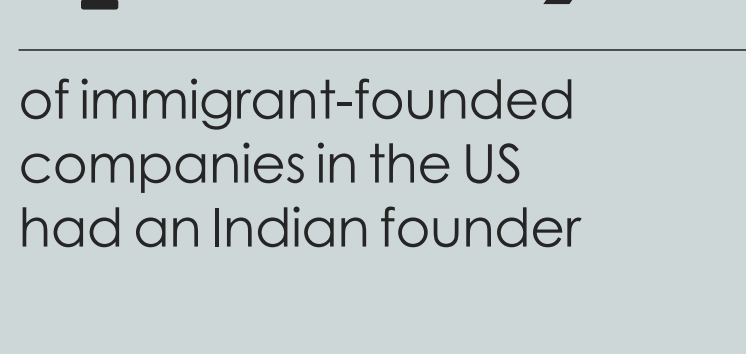 of immigrant-founded
companies in the US
had an Indian founder